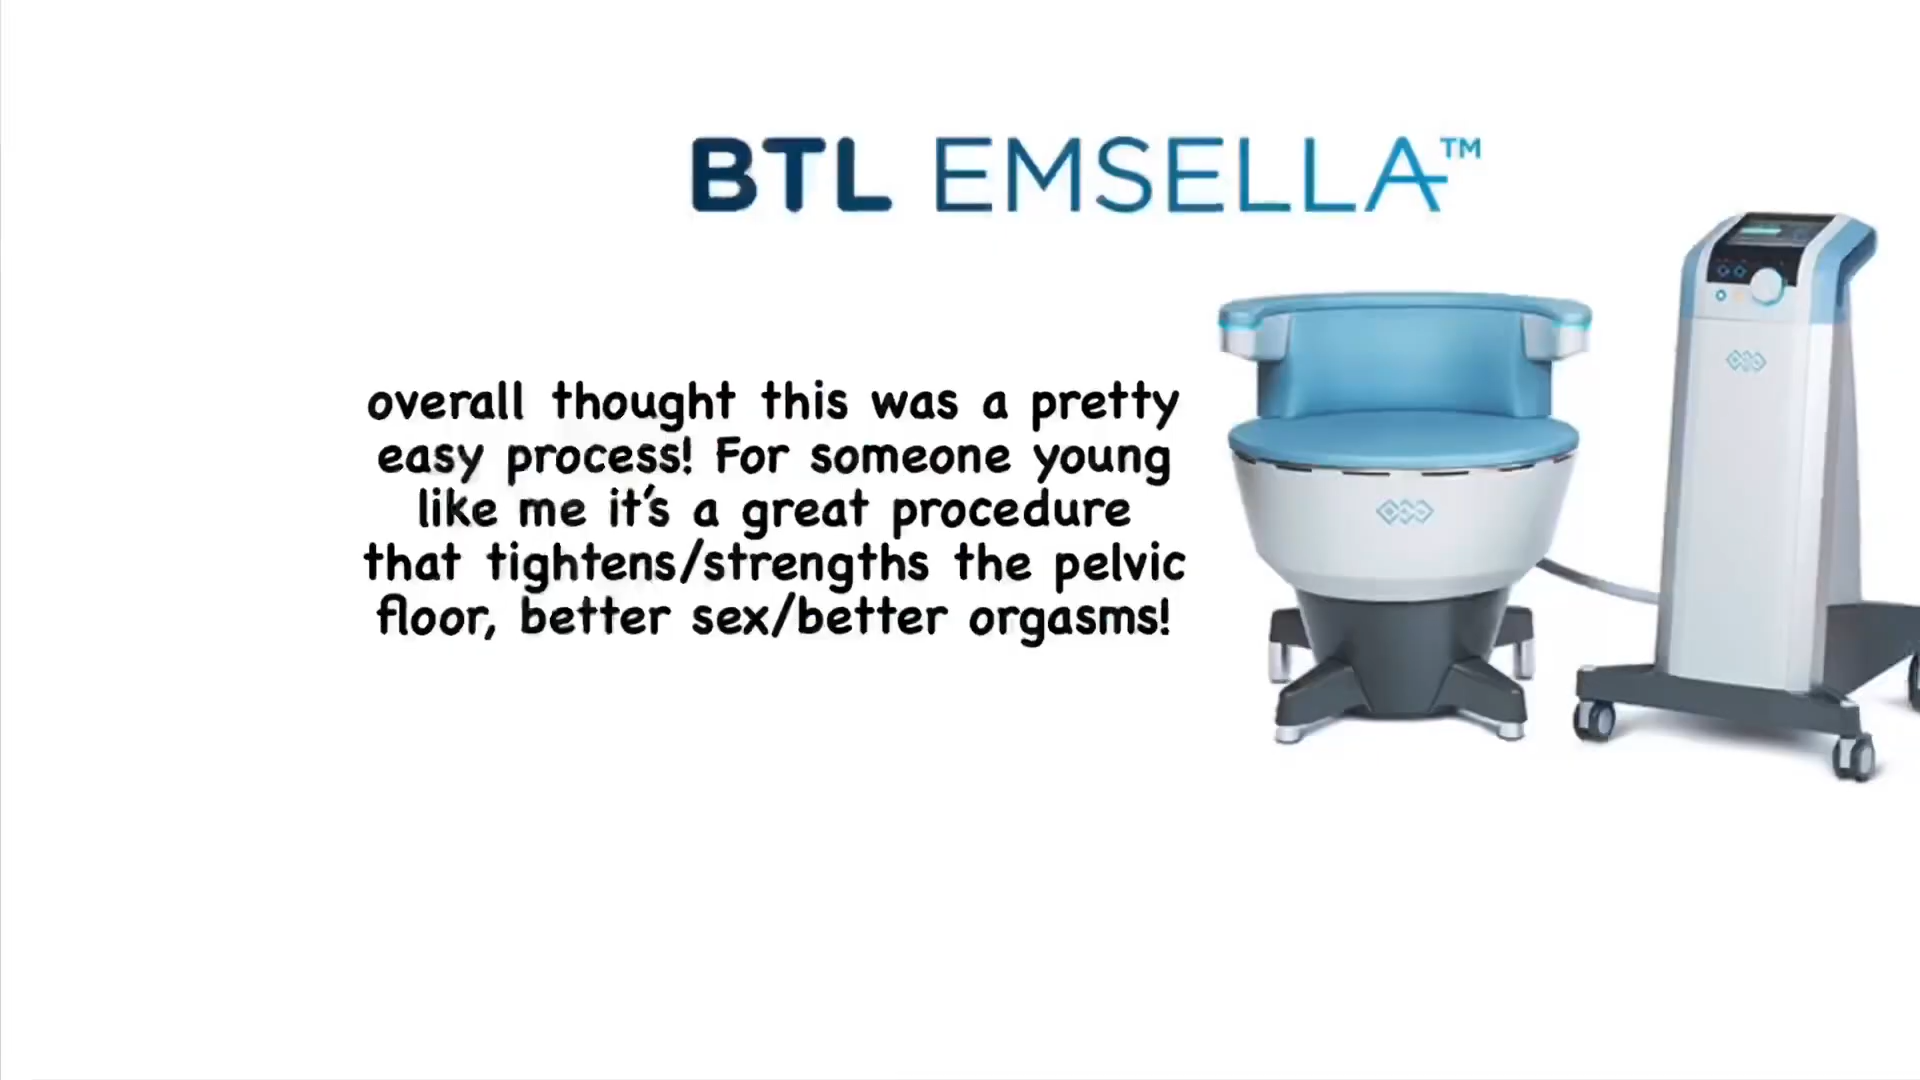 BTL EMSELLA™
overall thought this was a pretty
easy process! For someone young
like me it's a great procedure
that tightens/strengths the pelvic
floor, better sex/better orgasms!